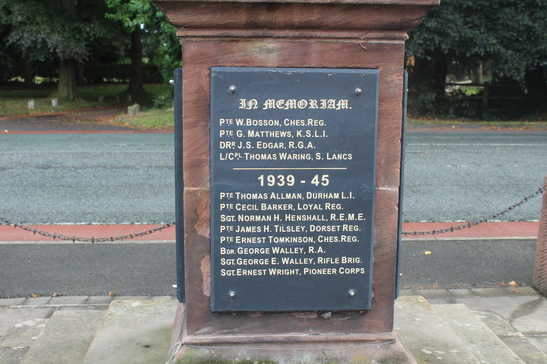 IN MEMORIAM.
PTE W. BOSSON, CHES. REG.
PTE G. MATTHEWS, K.S.L.I.
DRR J.S. EDGAR, R.G.A.
L/CPL THOMAS WARING, S. LANCS
1939 - 45
PTE THOMAS ALLMAN, DURHAM L.I.
PTE CECIL BARKER, LOYAL REG.
SGT. NORMAN H. HENSHALL, R.E.M.E.
PTE JAMES H. TILSLEY, DORSET REG.
PTE ERNEST TOMKINSON, CHES. REG.
BDR. GEORGE WALLEY, R.A.
SGT. GEORGE E. WALLEY, RIFLE BRIG.
SGT. ERNEST WRIGHT, PIONEER CORPS